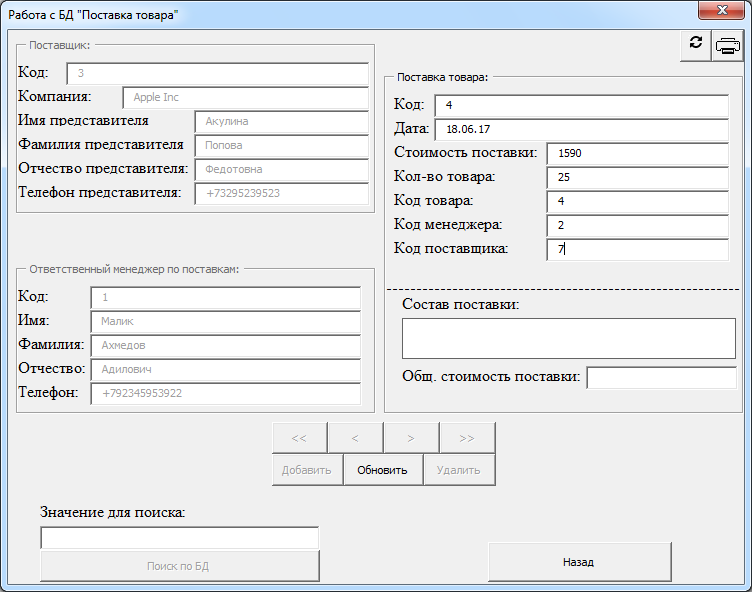 Работа с БД "Поставка товара"
Поставщик:
Код: 3
Компания: Apple Inc
Имя представителя Акулина
Фамилия представителя Попова
Отчество представителя: Федотовна
Телефон представителя: +73295239523
Ответственный менеджер по поставкам:
Код: 1
Имя: Малик
Фамилия: Ахмедов
Отчество: Адилович
Телефон: +792345953922
Поставка товара:
Код: 4
Дата: 18.06.17
Стоимость поставки: 1590
Кол-во товара: 25
Код товара: 4
Код менеджера: 2
Код поставщика: 7
Состав поставки:
Общ. стоимость поставки:
<< < > >>
Добавить Обновить Удалить
Значение для поиска:
Поиск по БД
Назад